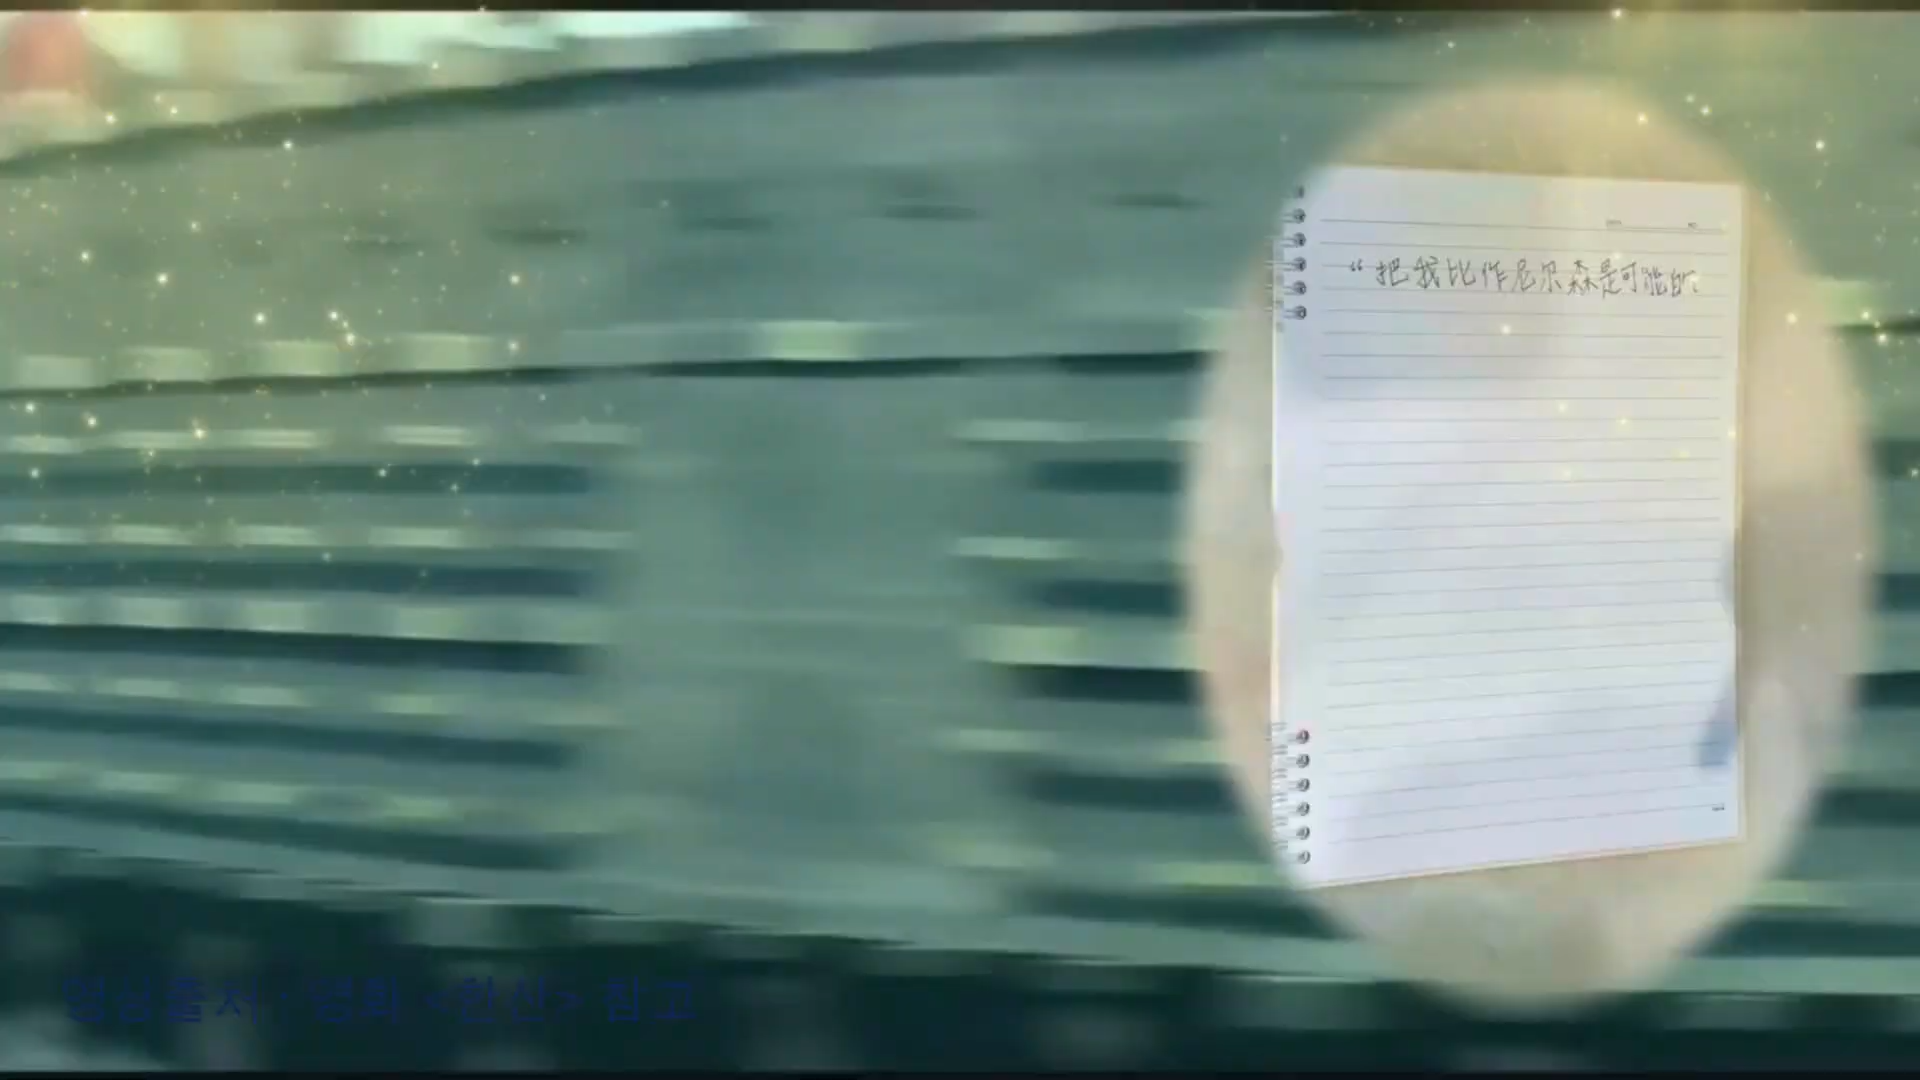 “把我比作尼尔森是可能的
영상출처 : 영화 <한산> 참고